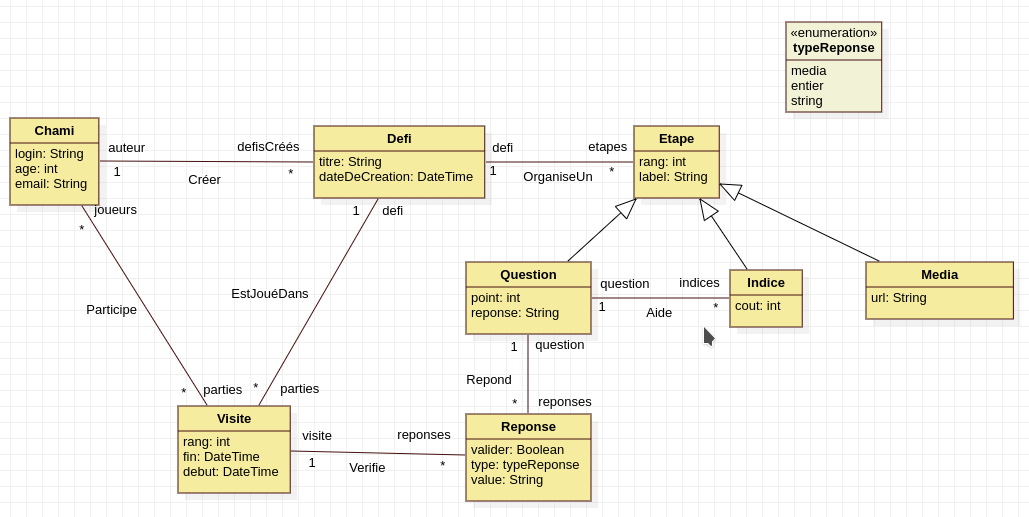 «enumeration»
typeReponse
media
entier
string
Chami
login: String
age: int
email: String
auteur
1
Créer
defisCréés
*
Defi
titre: String
dateDeCreation: DateTime
defi
1
OrganiseUn
etapes
*
Etape
rang: int
label: String
joueurs
*
Participe
*
parties
1
defi
EstJouéDans
*
parties
Question
point: int
reponse: String
question
1
Aide
indices
*
Indice
cout: int
Media
url: String
1
question
Repond
*
reponses
Visite
rang: int
fin: DateTime
debut: DateTime
visite
1
Verifie
reponses
*
Reponse
valider: Boolean
type: typeReponse
value: String